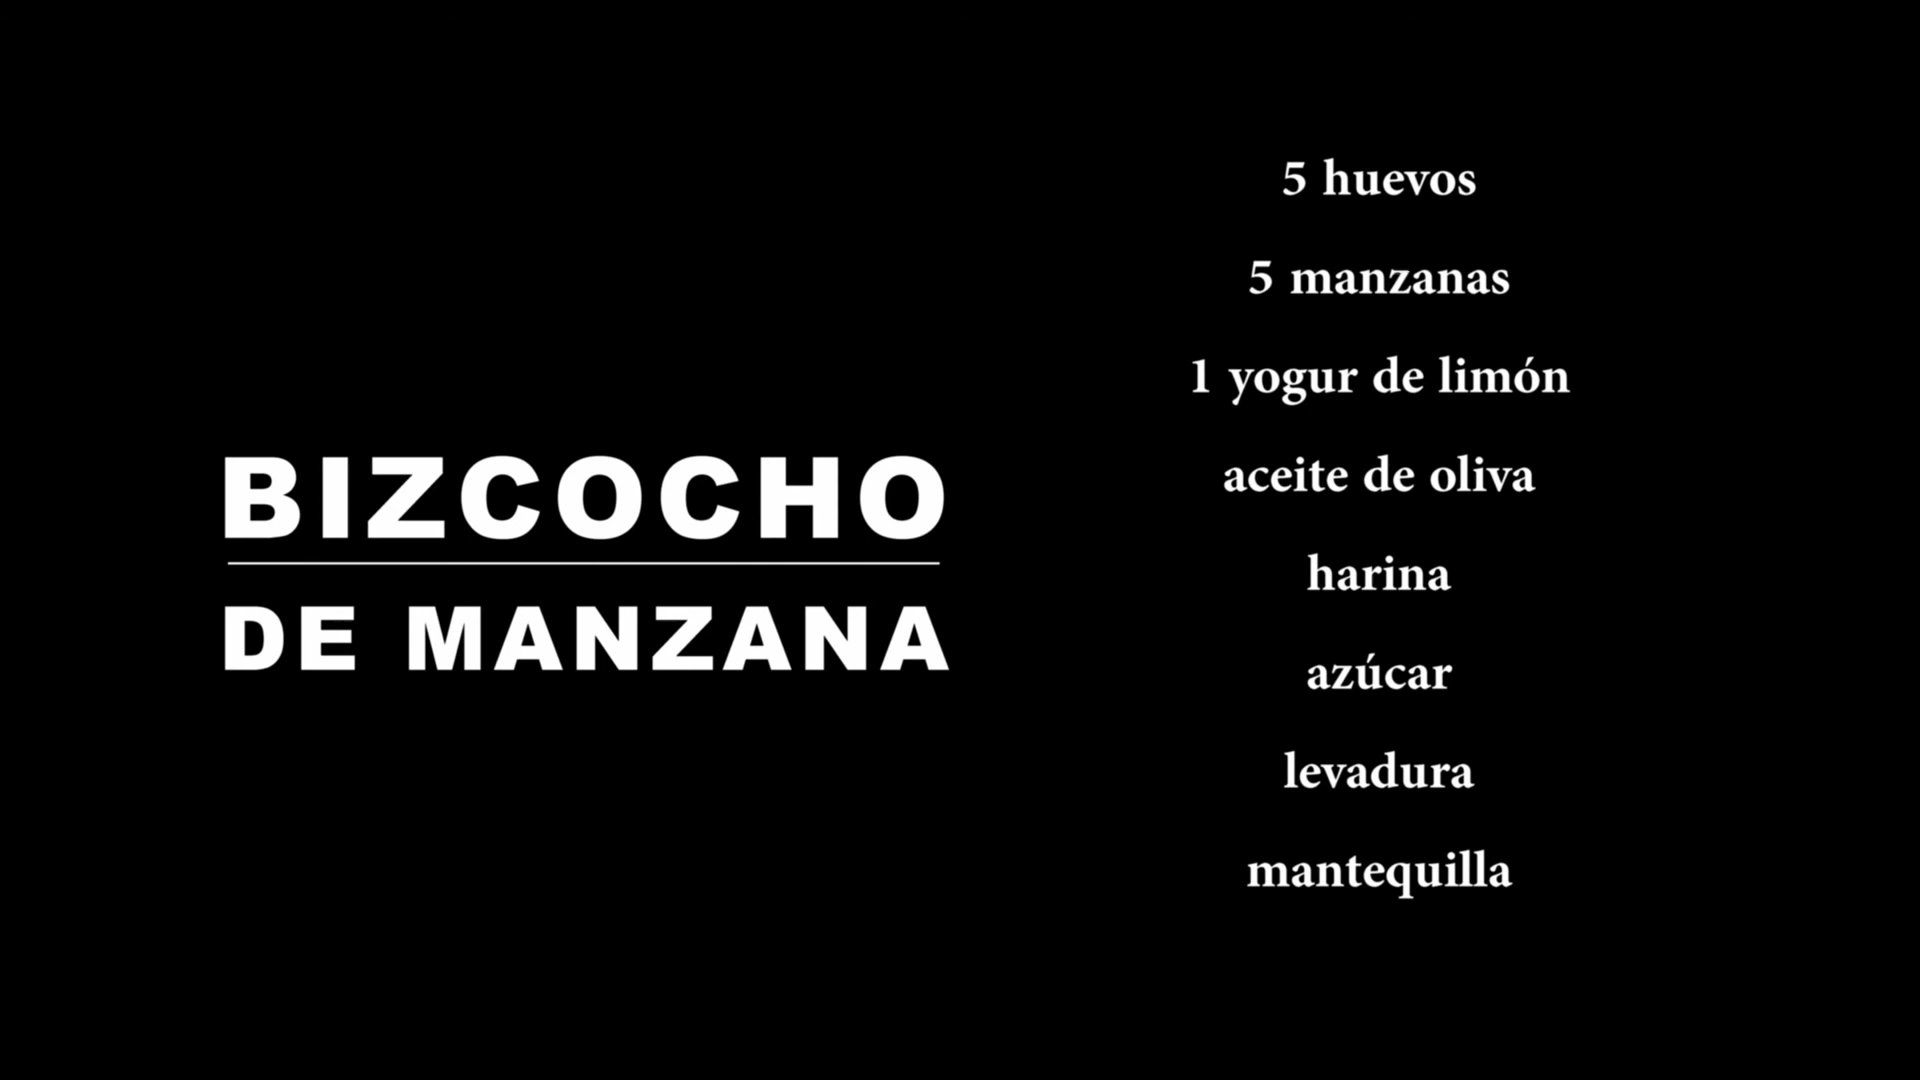 BIZCOCHO
DE MANZANA
5 huevos
5 manzanas
1 yogur de limón
aceite de oliva
harina
azúcar
levadura
mantequilla